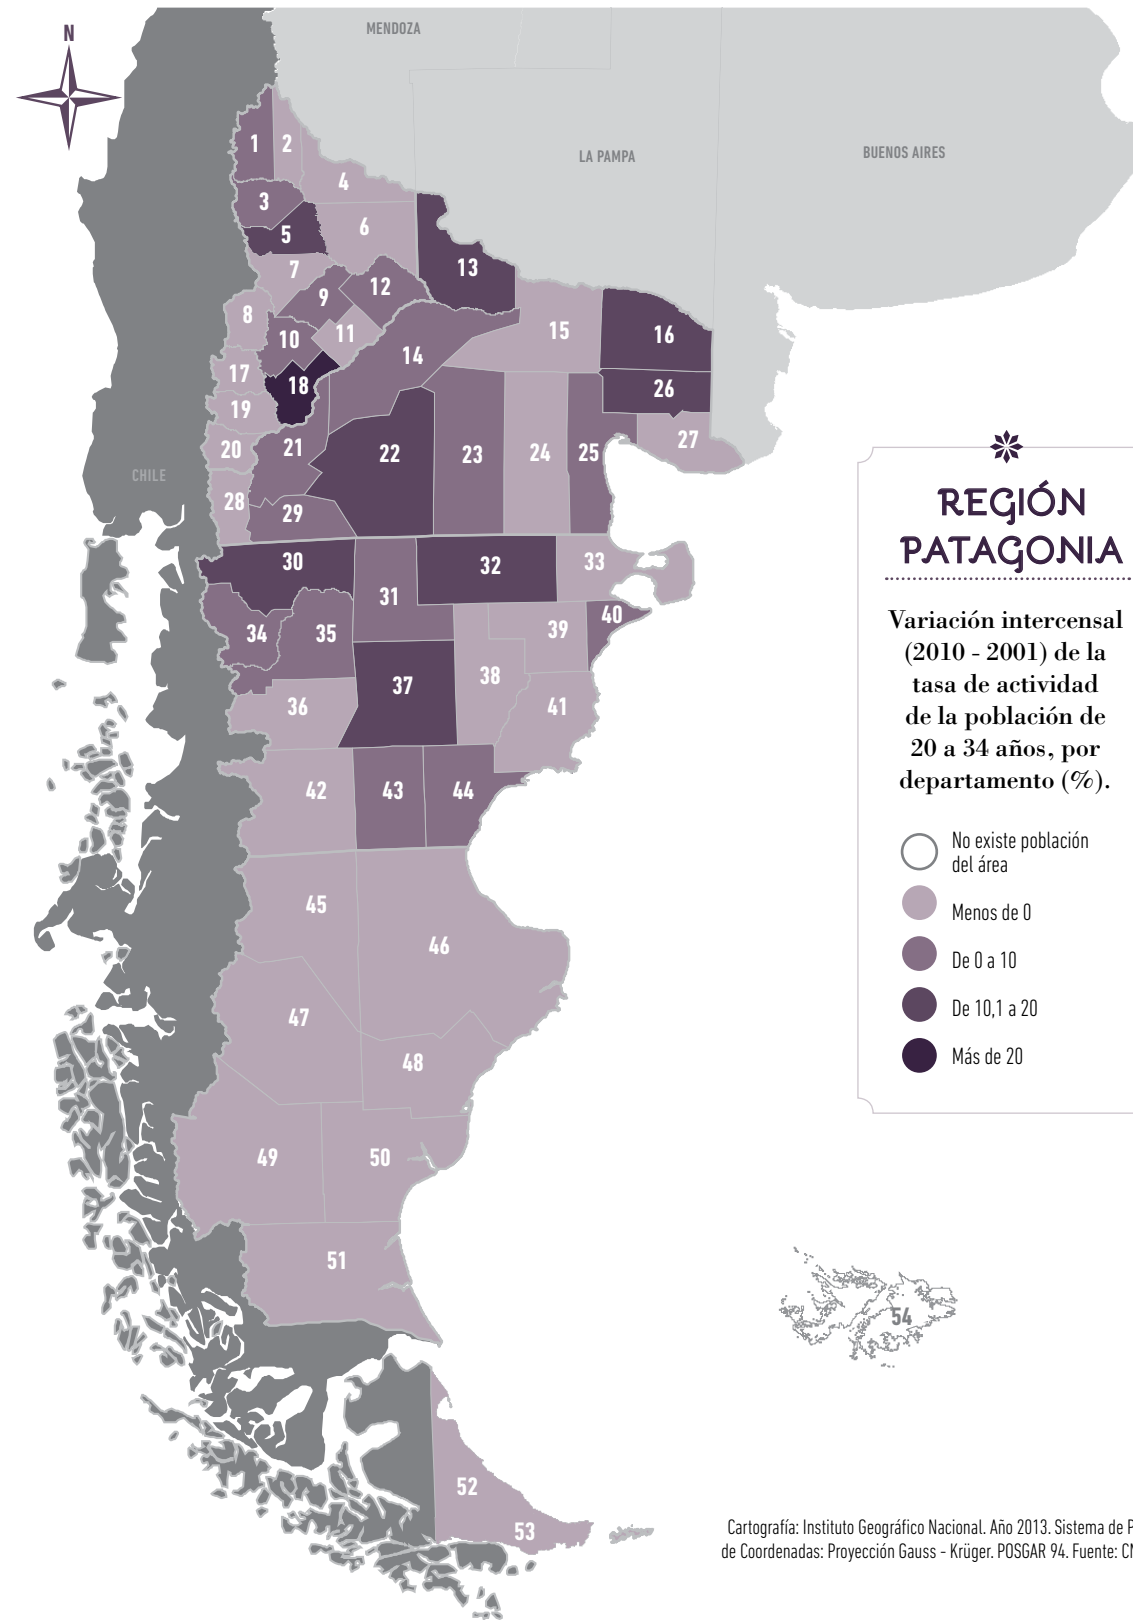 N
MENDOZA
LA PAMPA
BUENOS AIRES
CHILE
1
2
3
4
5
6
7
8
9
10
11
12
13
14
15
16
17
18
19
20
21
22
23
24
25
26
27
28
29
30
31
32
33
34
35
36
37
38
39
40
41
42
43
44
45
46
47
48
49
50
51
52
53
54
REGIÓN
PATAGONIA
Variación intercensal
(2010 - 2001) de la
tasa de actividad
de la población de
20 a 34 años, por
departamento (%).
No existe población
del área
Menos de 0
De 0 a 10
De 10,1 a 20
Más de 20
Cartografía: Instituto Geográfico Nacional. Año 2013. Sistema de
de Coordenadas: Proyección Gauss - Krüger. POSGAR 94. Fuente: